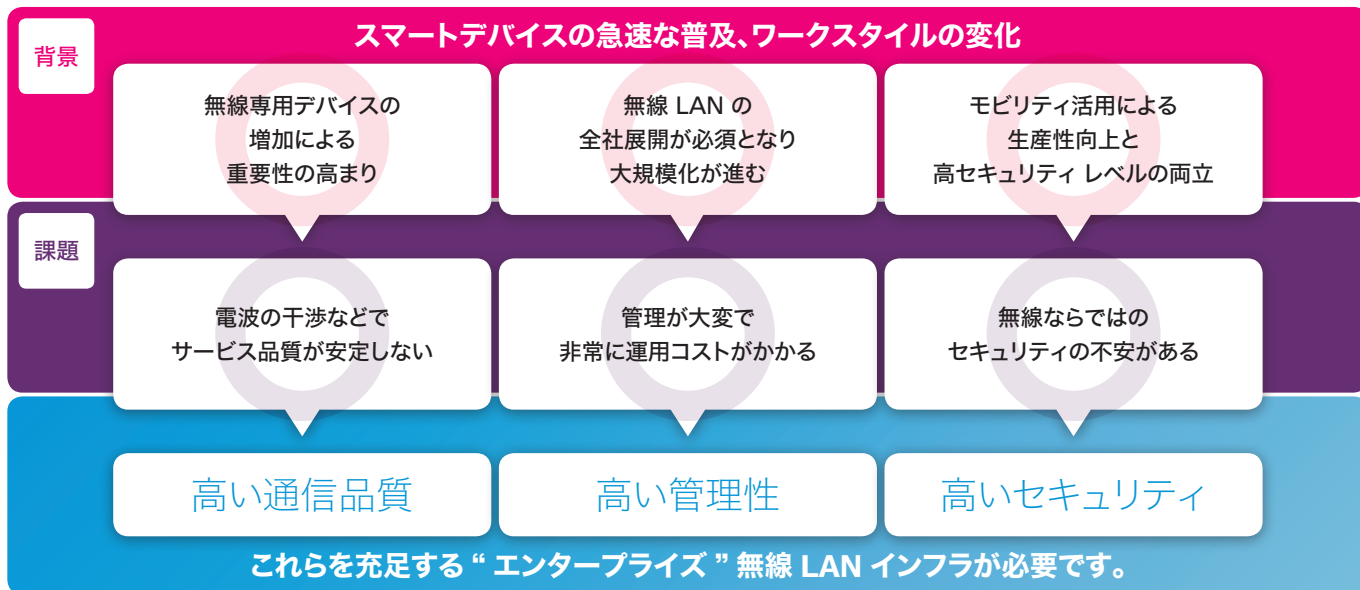 背景
スマートデバイスの急速な普及、ワークスタイルの変化
無線専用デバイスの
増加による
重要性の高まり
無線 LAN の
全社展開が必須となり
大規模化が進む
モビリティ活用による
生産性向上と
高セキュリティ レベルの両立
課題
電波の干渉などで
サービス品質が安定しない
管理が大変で
非常に運用コストがかかる
無線ならではの
セキュリティの不安がある
高い通信品質
高い管理性
高いセキュリティ
これらを充足する “ エンタープライズ ” 無線 LAN インフラが必要です。